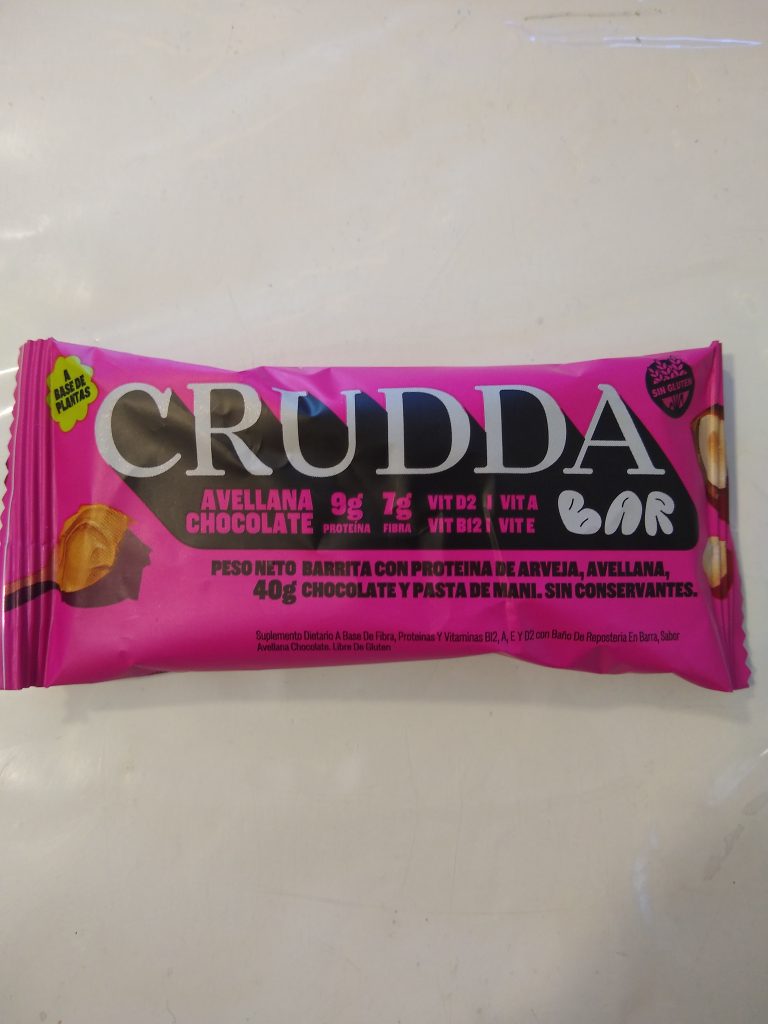 A
BASE DE
PLANTAS
CRUDDA
SIN GLUTEN
AVELLANA
CHOCOLATE
9g
PROTEÍNA
7g
FIBRA
VIT D2 | VIT A
VIT B12 | VIT E
BAR
PESO NETO
40g
BARRITA CON PROTEINA DE ARVEJA, AVELLANA,
CHOCOLATE Y PASTA DE MANI. SIN CONSERVANTES.
Suplemento Dietario A Base De Fibra, Proteinas Y Vitaminas B12, A, E Y D2 con Baño De Reposteria En Barra, Sabor
Avellana Chocolate. Libre De Gluten